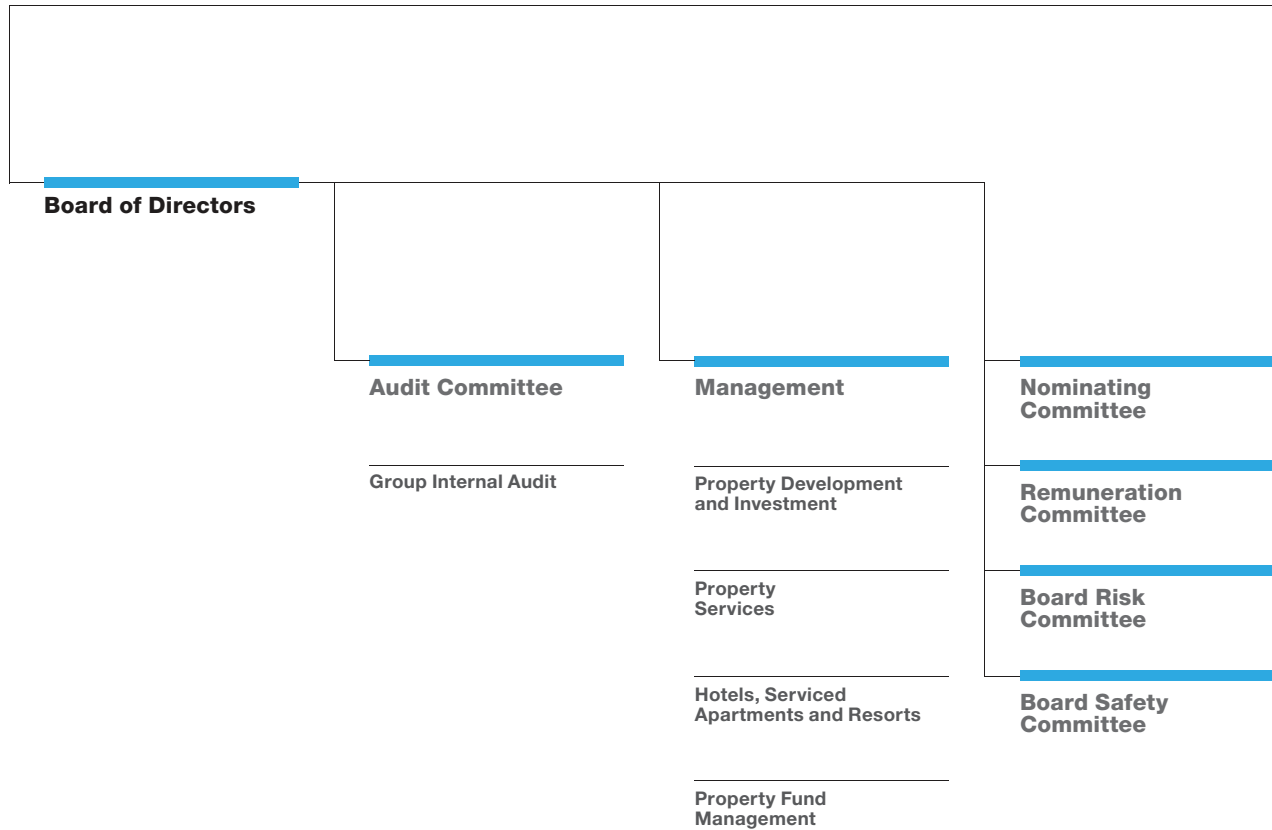 Board of Directors
Audit Committee
Group Internal Audit
Management
Property Development
and Investment
Property
Services
Hotels, Serviced
Apartments and Resorts
Property Fund
Management
Nominating
Committee
Remuneration
Committee
Board Risk
Committee
Board Safety
Committee